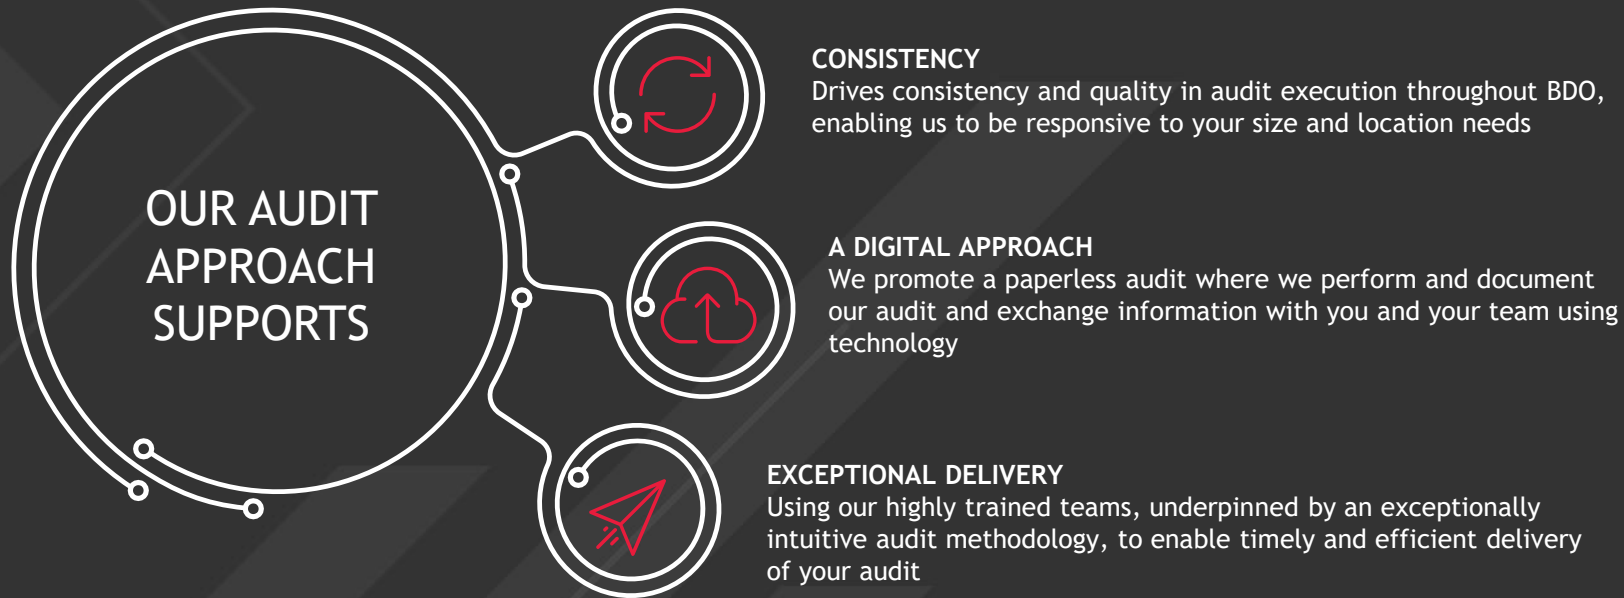 OUR AUDIT
APPROACH
SUPPORTS
CONSISTENCY
Drives consistency and quality in audit execution throughout BDO,
enabling us to be responsive to your size and location needs
A DIGITAL APPROACH
We promote a paperless audit where we perform and document
our audit and exchange information with you and your team using
technology
EXCEPTIONAL DELIVERY
Using our highly trained teams, underpinned by an exceptionally
intuitive audit methodology, to enable timely and efficient delivery
of your audit